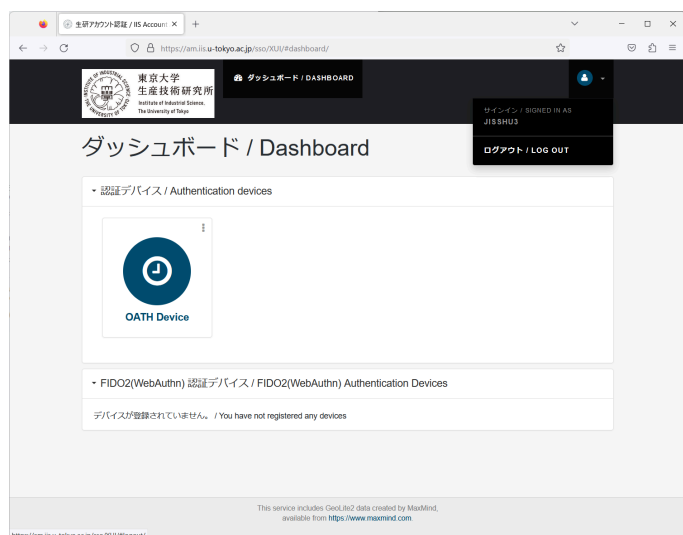 生研アカウント認証 / IIS Accoun
https://am.iis.u-tokyo.ac.jp/sso/XUI/#dashboard/
東京大学
生産技術研究所
Institute of Industrial Science,
The University of Tokyo
ダッシュボード / DASHBOARD
サインイン / SIGNED IN AS
JISSHU3
ログアウト / LOG OUT
ダッシュボード / Dashboard
認証デバイス / Authentication devices
OATH Device
FIDO2(WebAuthn) 認証デバイス / FIDO2(WebAuthn) Authentication Devices
デバイスが登録されていません。 / You have not registered any devices
This service includes GeoLite2 data created by MaxMind,
available from https://www.maxmind.com.